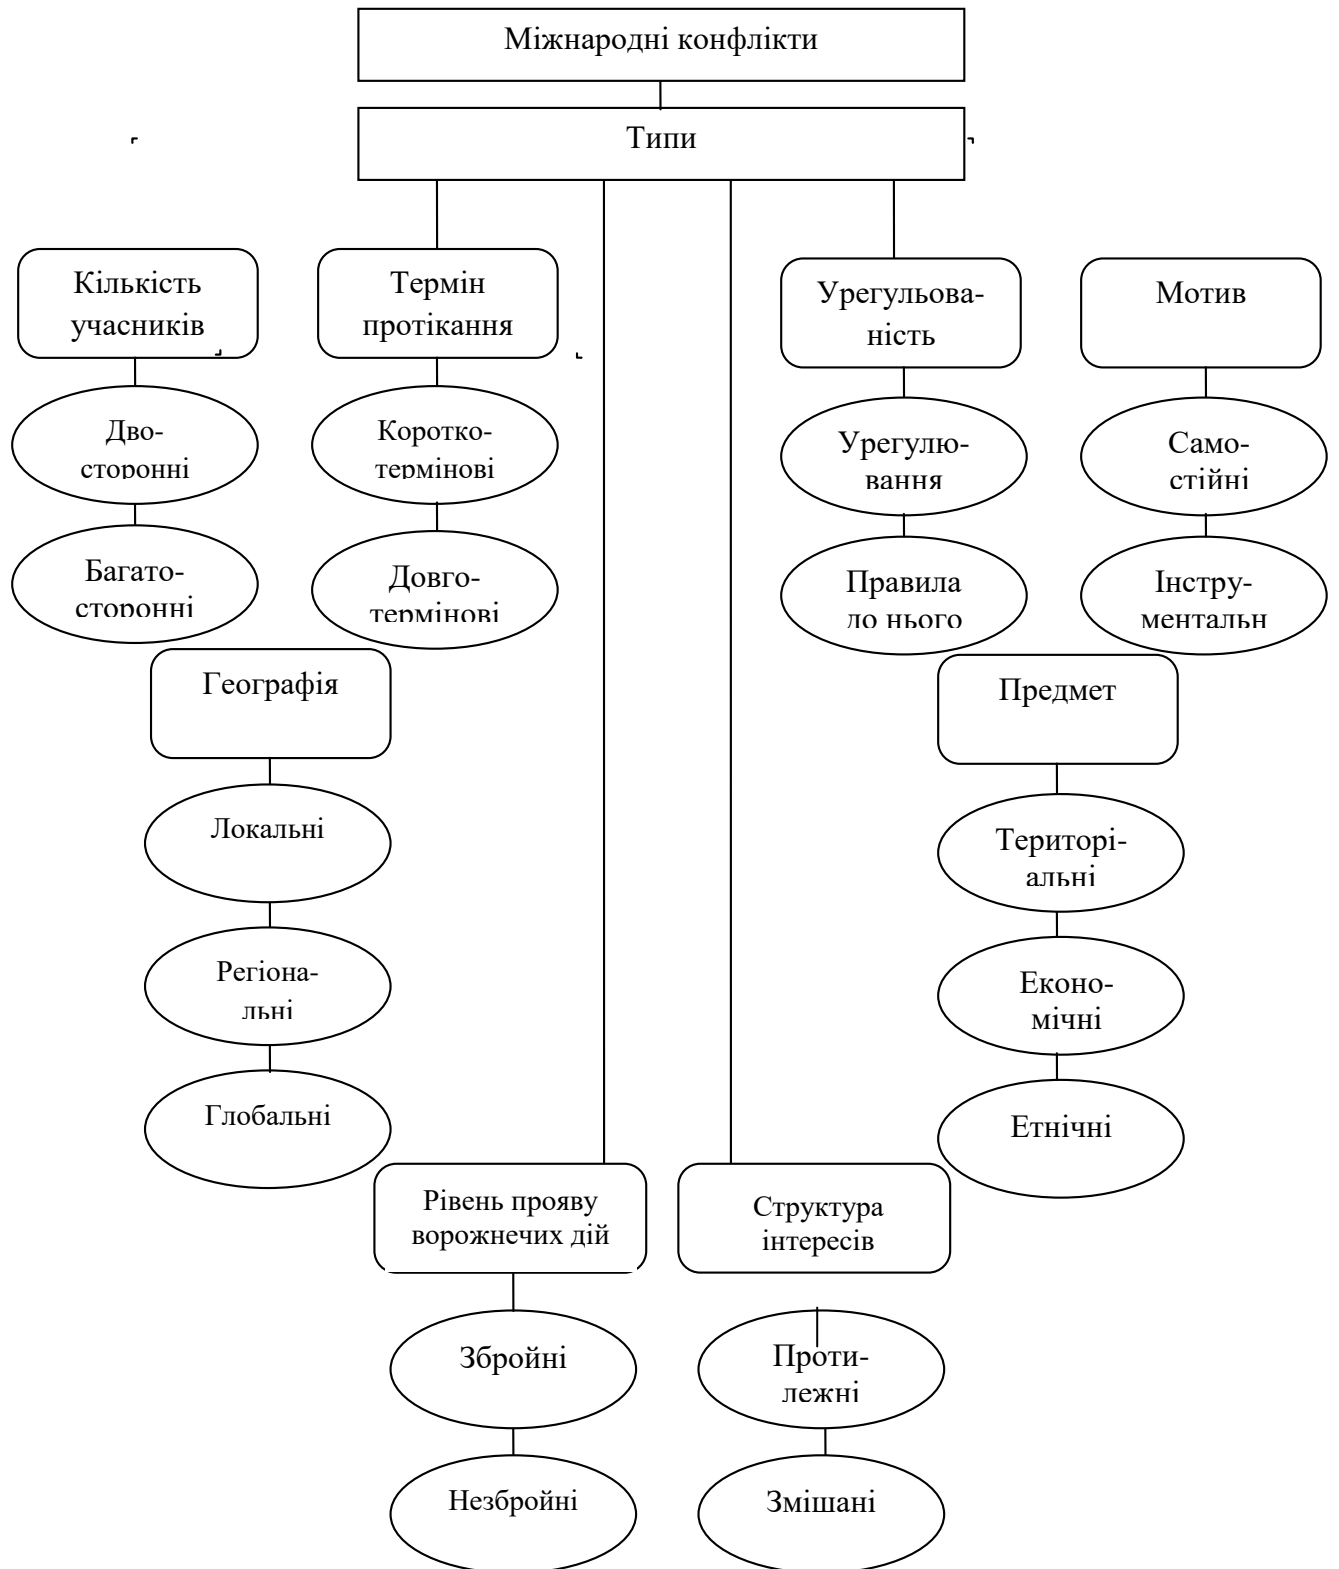 Міжнародні конфлікти
Типи
Кількість
учасників
Термін
протікання
Урегульова-
ність
Мотив
Дво-
сторонні
Коротко-
термінові
Урегулю-
вання
Само-
стійні
Багато-
сторонні
Довго-
термінові
Правила
до нього
Інстру-
ментальн
Географія
Предмет
Локальні
Територі-
альні
Регіона-
льні
Еконо-
мічні
Глобальні
Етнічні
Рівень прояву
ворожнечих дій
Структура
інтересів
Збройні
Проти-
лежні
Незбройні
Змішані